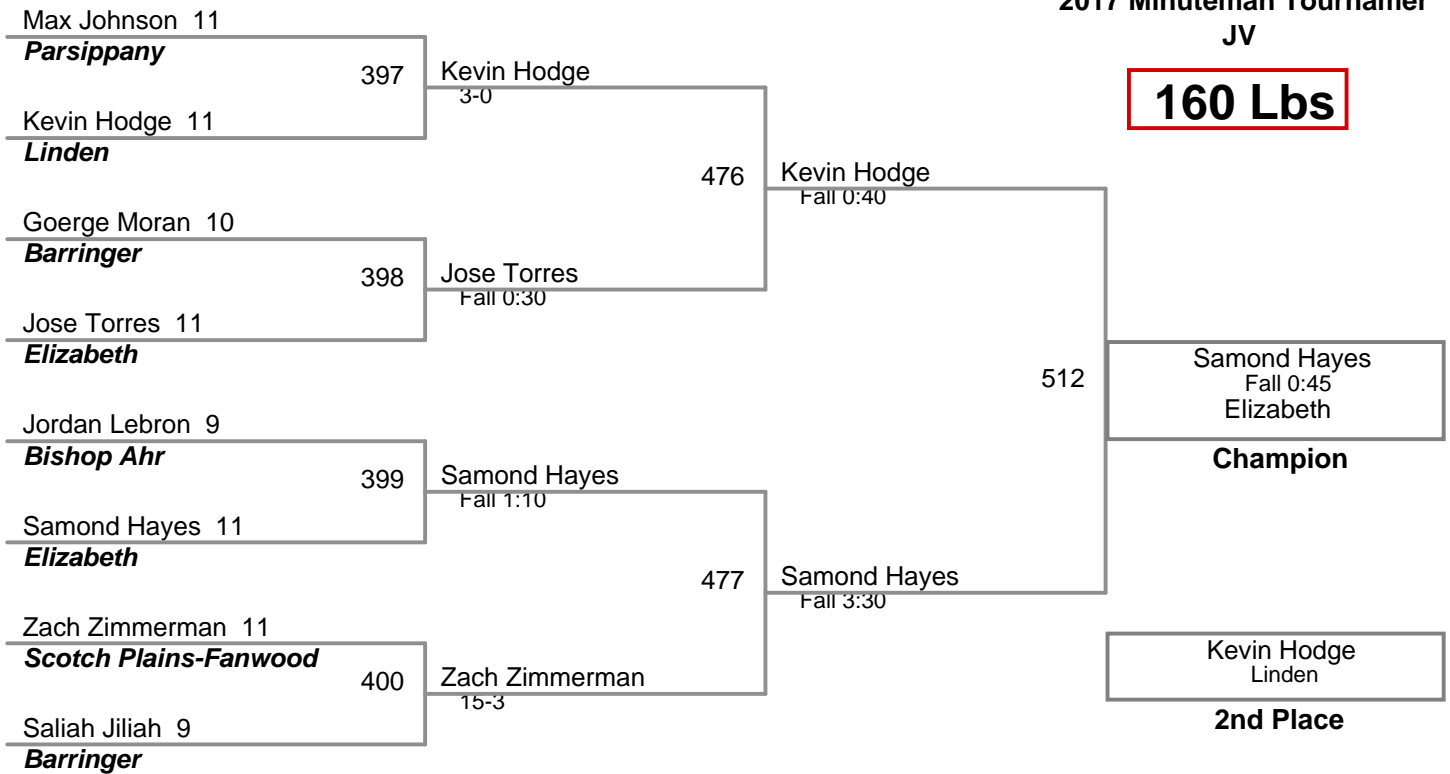 2017 Minuteman Tournamer
JV
160 Lbs
Max Johnson 11
Parsippany
397
Kevin Hodge 11
Linden
Kevin Hodge
3-0
Goerge Moran 10
Barringer
398
Jose Torres 11
Elizabeth
Jose Torres
Fall 0:30
476
Kevin Hodge
Fall 0:40
Jordan Lebron 9
Bishop Ahr
399
Samond Hayes 11
Elizabeth
Samond Hayes
Fall 1:10
Zach Zimmerman 11
Scotch Plains-Fanwood
400
Saliah Jiliah 9
Barringer
Zach Zimmerman
15-3
477
Samond Hayes
Fall 3:30
512
Samond Hayes
Fall 0:45
Elizabeth
Champion
Kevin Hodge
Linden
2nd Place